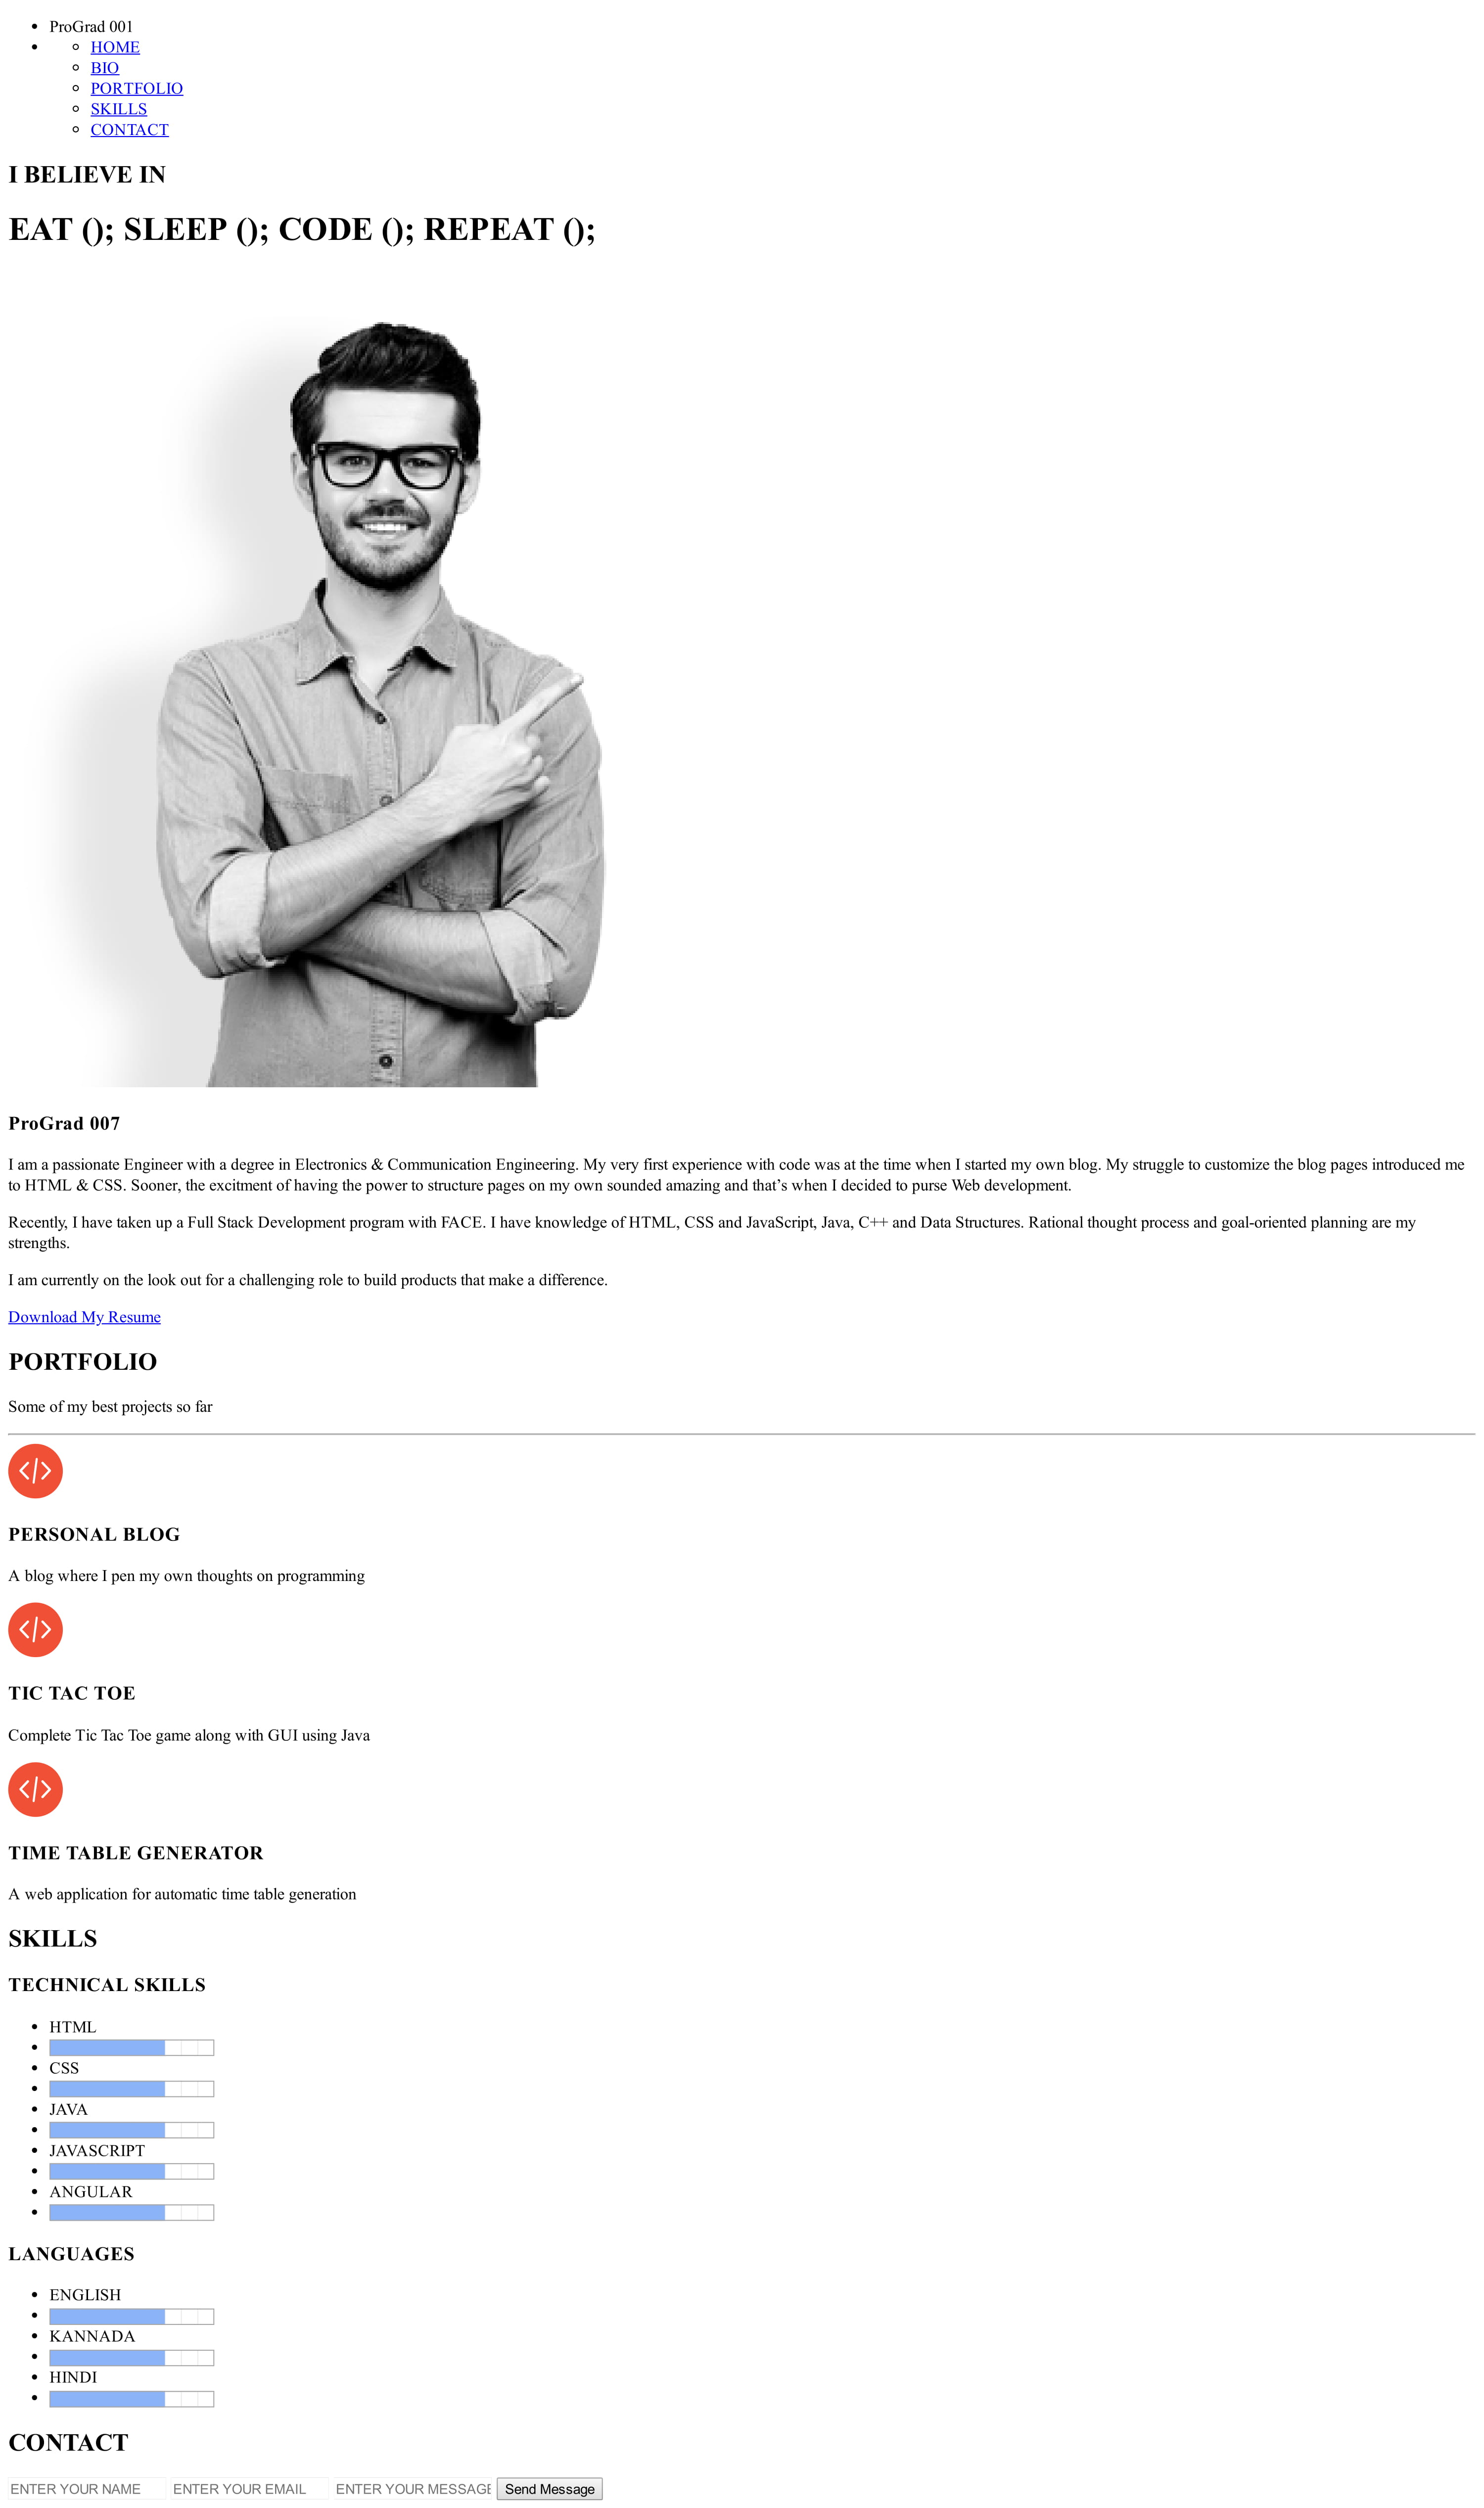 ProGrad 001
HOME
BIO
PORTFOLIO
SKILLS
CONTACT
I BELIEVE IN
EAT (); SLEEP (); CODE (); REPEAT ();
ProGrad 007
I am a passionate Engineer with a degree in Electronics & Communication Engineering. My very first experience with code was at the time when I started my own blog. My struggle to customize the blog pages introduced me
to HTML & CSS. Sooner, the excitment of having the power to structure pages on my own sounded amazing and that’s when I decided to purse Web development.
Recently, I have taken up a Full Stack Development program with FACE. I have knowledge of HTML, CSS and JavaScript, Java, C++ and Data Structures. Rational thought process and goal-oriented planning are my
strengths.
I am currently on the look out for a challenging role to build products that make a difference.
Download My Resume
PORTFOLIO
Some of my best projects so far
</>
PERSONAL BLOG
A blog where I pen my own thoughts on programming
</>
TIC TAC TOE
Complete Tic Tac Toe game along with GUI using Java
</>
TIME TABLE GENERATOR
A web application for automatic time table generation
SKILLS
TECHNICAL SKILLS
HTML
CSS
JAVA
JAVASCRIPT
ANGULAR
LANGUAGES
ENGLISH
KANNADA
HINDI
CONTACT
ENTER YOUR NAME ENTER YOUR EMAIL ENTER YOUR MESSAGE Send Message